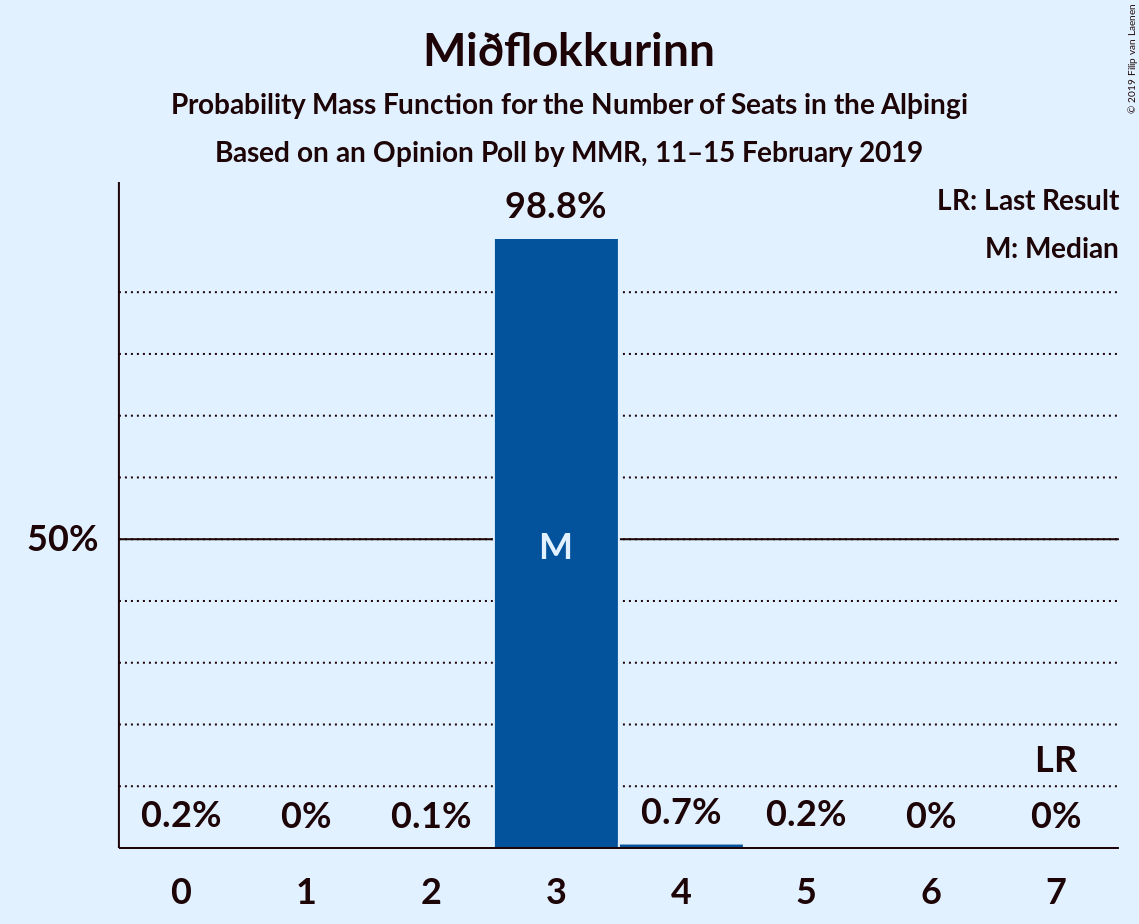 Miðflokkurinn
Probability Mass Function for the Number of Seats in the Alþingi
Based on an Opinion Poll by MMR, 11–15 February 2019
© 2019 Filip van Laenen
LR: Last Result
M: Median
98.8%
50%
M
LR
0.2% 0% 0.1% 0.7% 0.2% 0% 0%
0 1 2 3 4 5 6 7